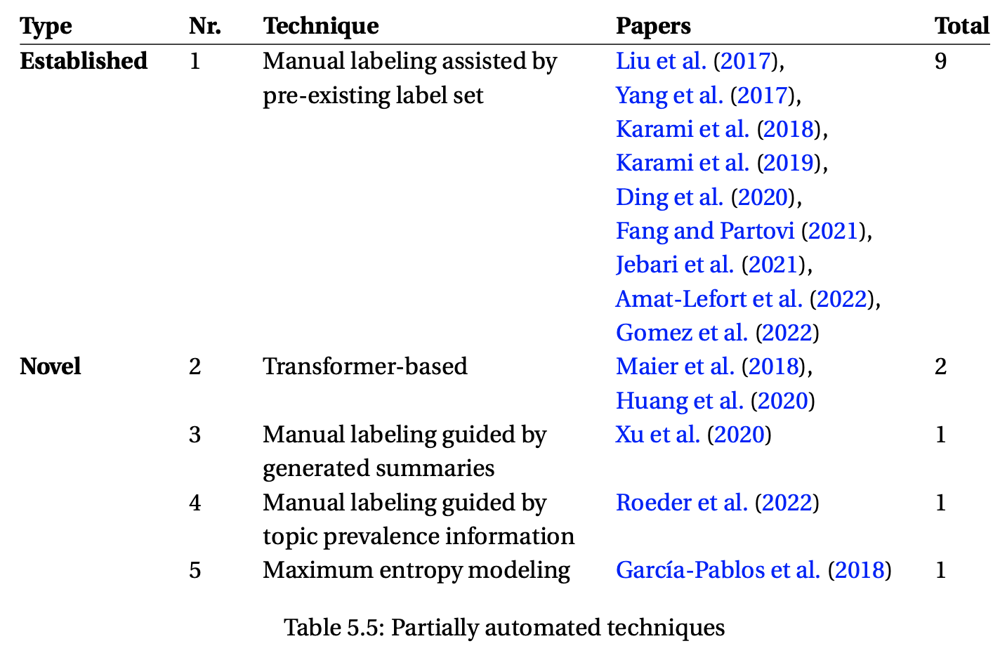 Type Nr. Technique Papers Total
Established 1 Manual labeling assisted by Liu et al. (2017), 9
pre-existing label set Yang et al. (2017),
Karami et al. (2018),
Karami et al. (2019),
Ding et al. (2020),
Fang and Partovi (2021),
Jebari et al. (2021),
Amat-Lefort et al. (2022),
Gomez et al. (2022)
Novel 2 Transformer-based Maier et al. (2018), 2
Huang et al. (2020)
3 Manual labeling guided by Xu et al. (2020) 1
generated summaries
4 Manual labeling guided by Roeder et al. (2022) 1
topic prevalence information
5 Maximum entropy modeling García-Pablos et al. (2018) 1
Table 5.5: Partially automated techniques